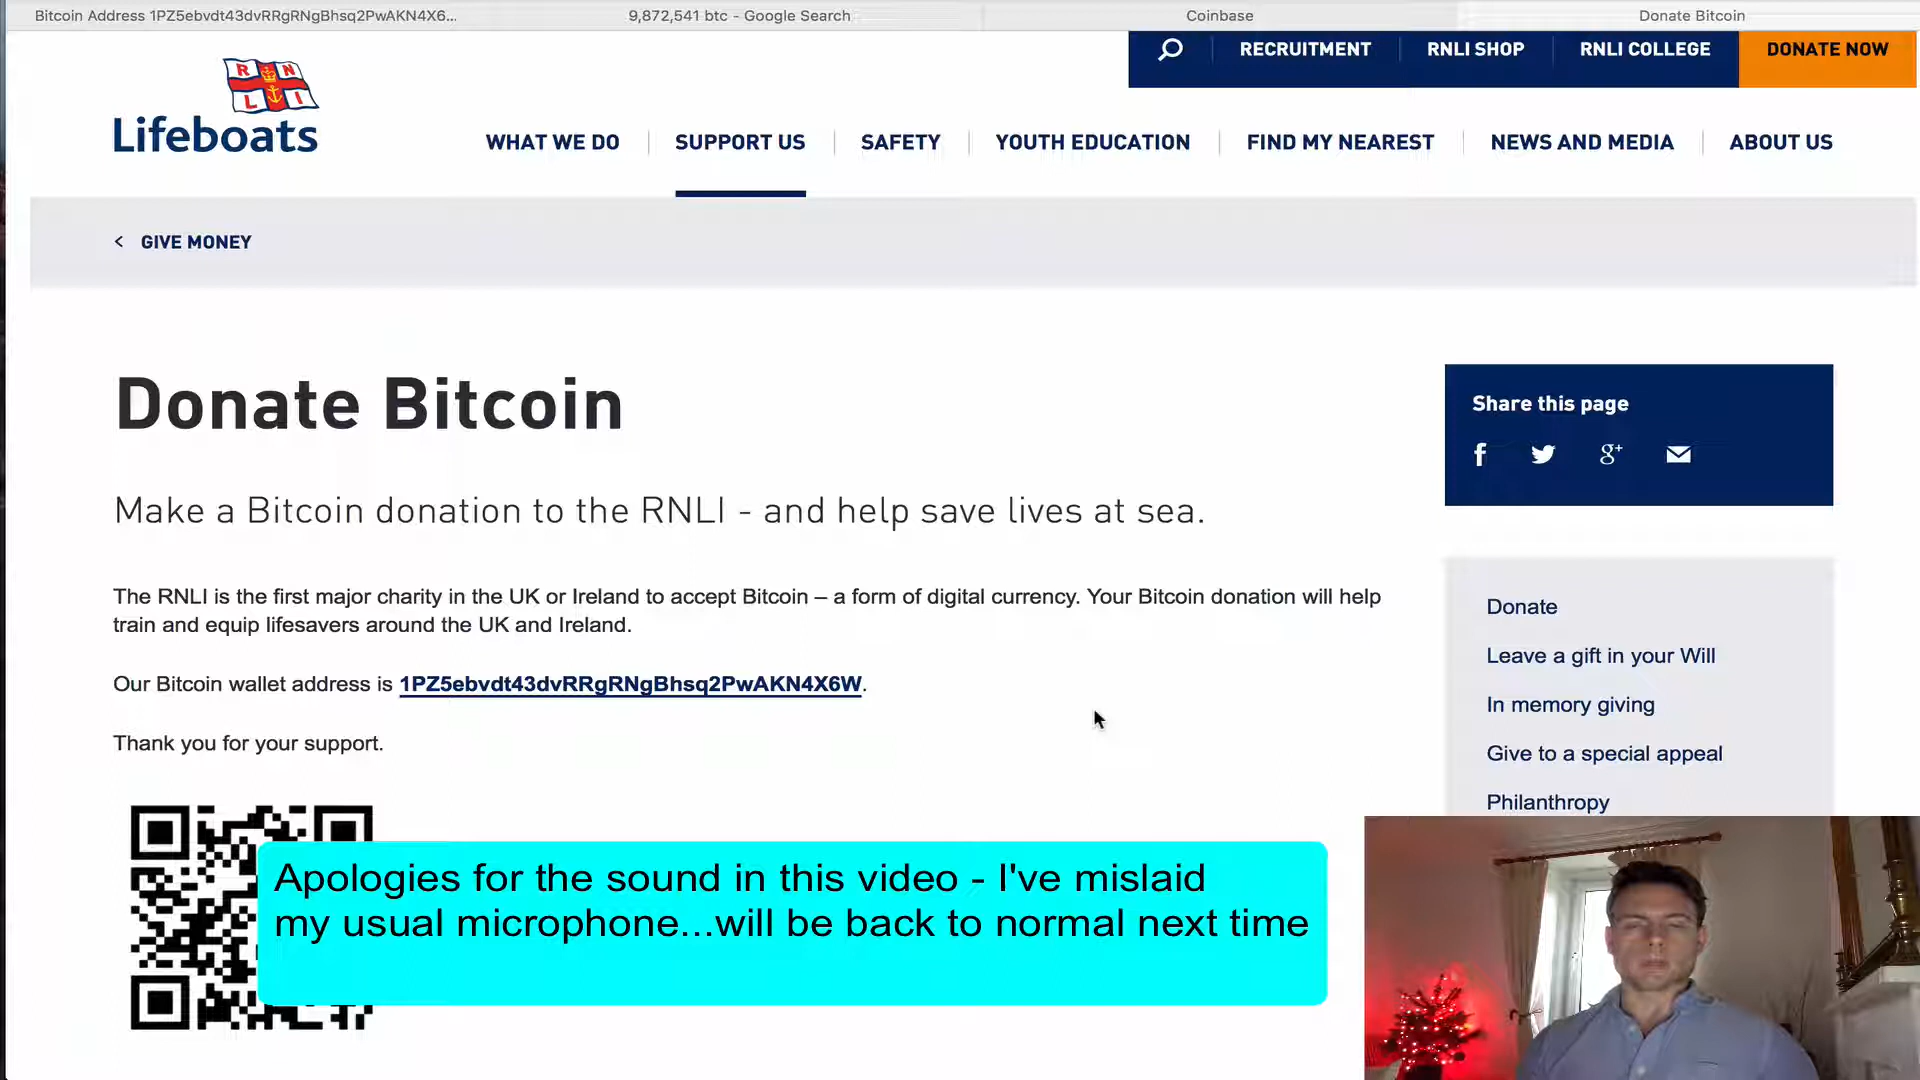 Bitcoin Address 1PZ5ebvdt43dvRRgRNgBhsq2PwAKN4X6...
9,872,541 btc - Google Search
Coinbase
Donate Bitcoin
RECRUITMENT
RNLI SHOP
RNLI COLLEGE
DONATE NOW
R N
L I
Lifeboats
WHAT WE DO
SUPPORT US
SAFETY
YOUTH EDUCATION
FIND MY NEAREST
NEWS AND MEDIA
ABOUT US
< GIVE MONEY
Donate Bitcoin
Make a Bitcoin donation to the RNLI - and help save lives at sea.
The RNLI is the first major charity in the UK or Ireland to accept Bitcoin – a form of digital currency. Your Bitcoin donation will help
train and equip lifesavers around the UK and Ireland.
Our Bitcoin wallet address is 1PZ5ebvdt43dvRRgRNgBhsq2PwAKN4X6W.
Thank you for your support.
Share this page
f
g+
Donate
Leave a gift in your Will
In memory giving
Give to a special appeal
Philanthropy
Apologies for the sound in this video - I've mislaid
my usual microphone...will be back to normal next time